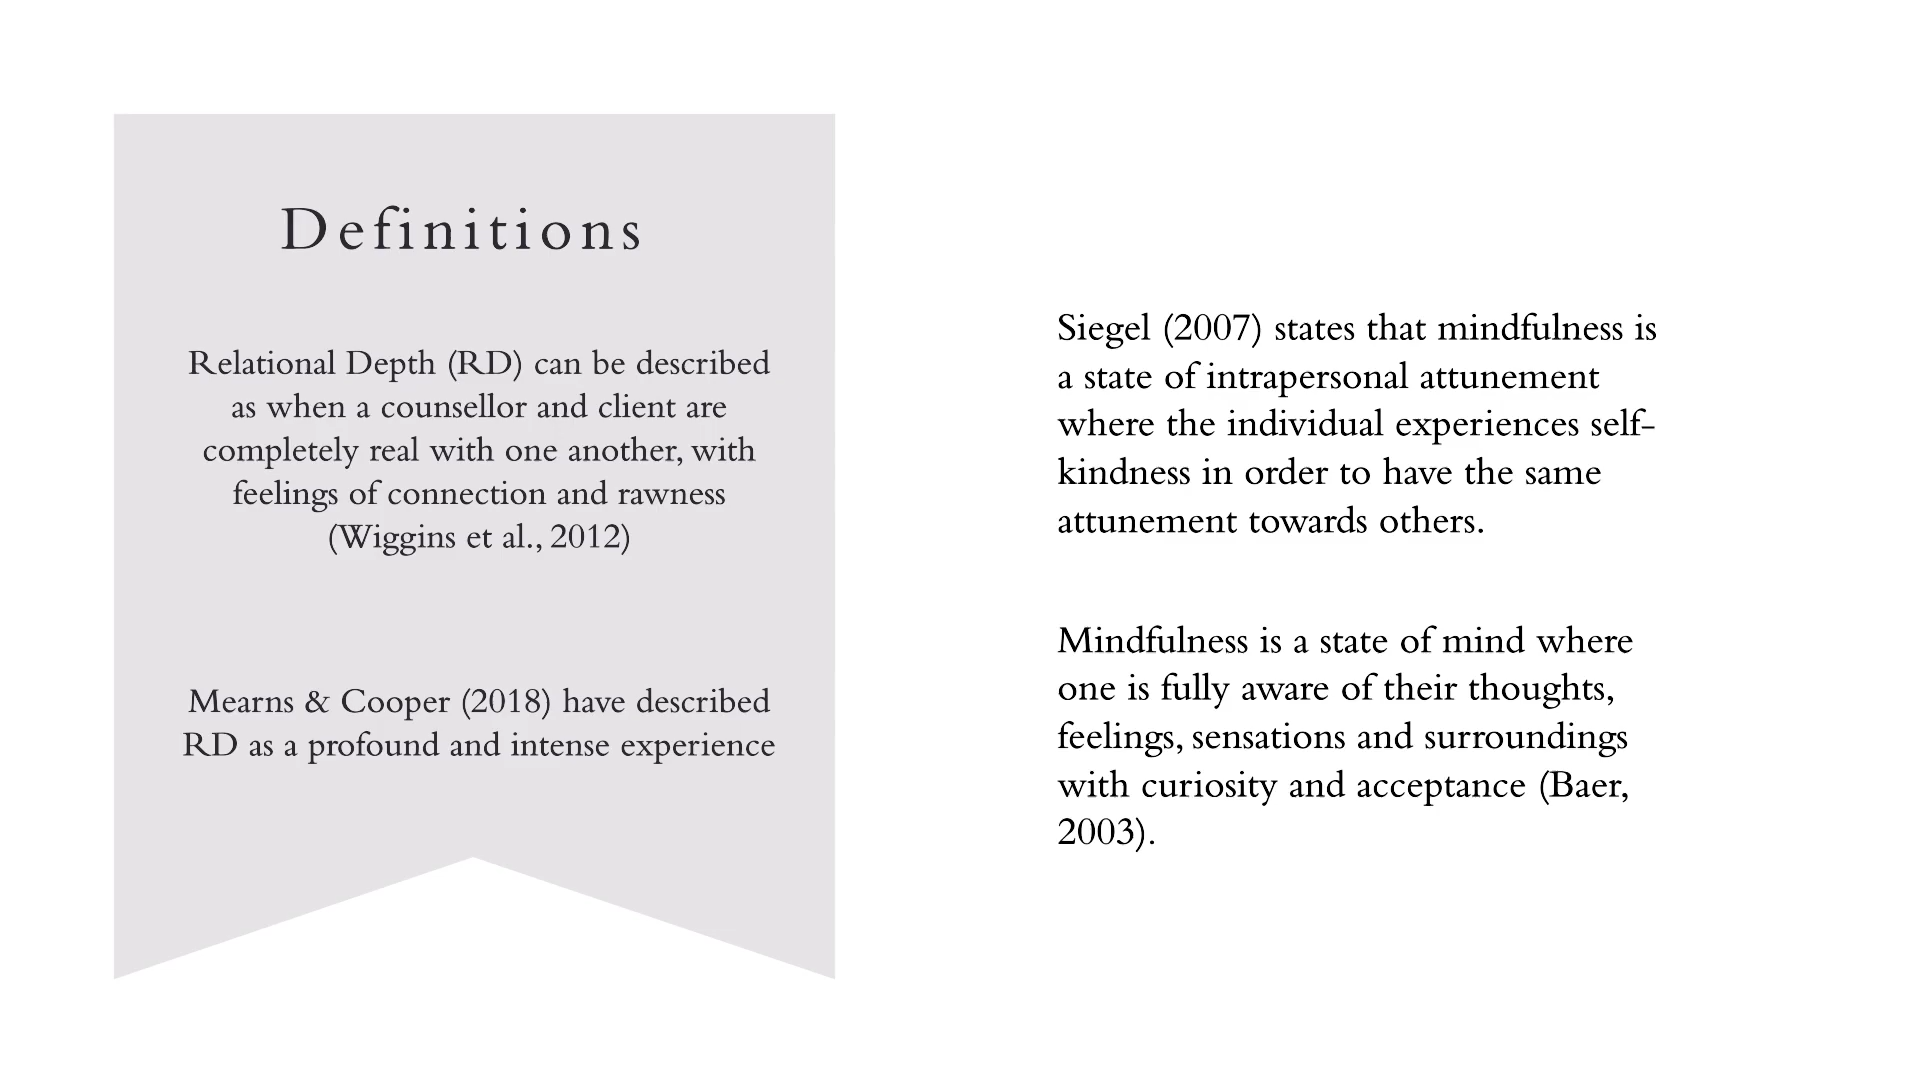 Definitions
Relational Depth (RD) can be described
as when a counsellor and client are
completely real with one another, with
feelings of connection and rawness
(Wiggins et al., 2012)
Mearns & Cooper (2018) have described
RD as a profound and intense experience
Siegel (2007) states that mindfulness is
a state of intrapersonal attunement
where the individual experiences self-
kindness in order to have the same
attunement towards others.
Mindfulness is a state of mind where
one is fully aware of their thoughts,
feelings, sensations and surroundings
with curiosity and acceptance (Baer,
2003).